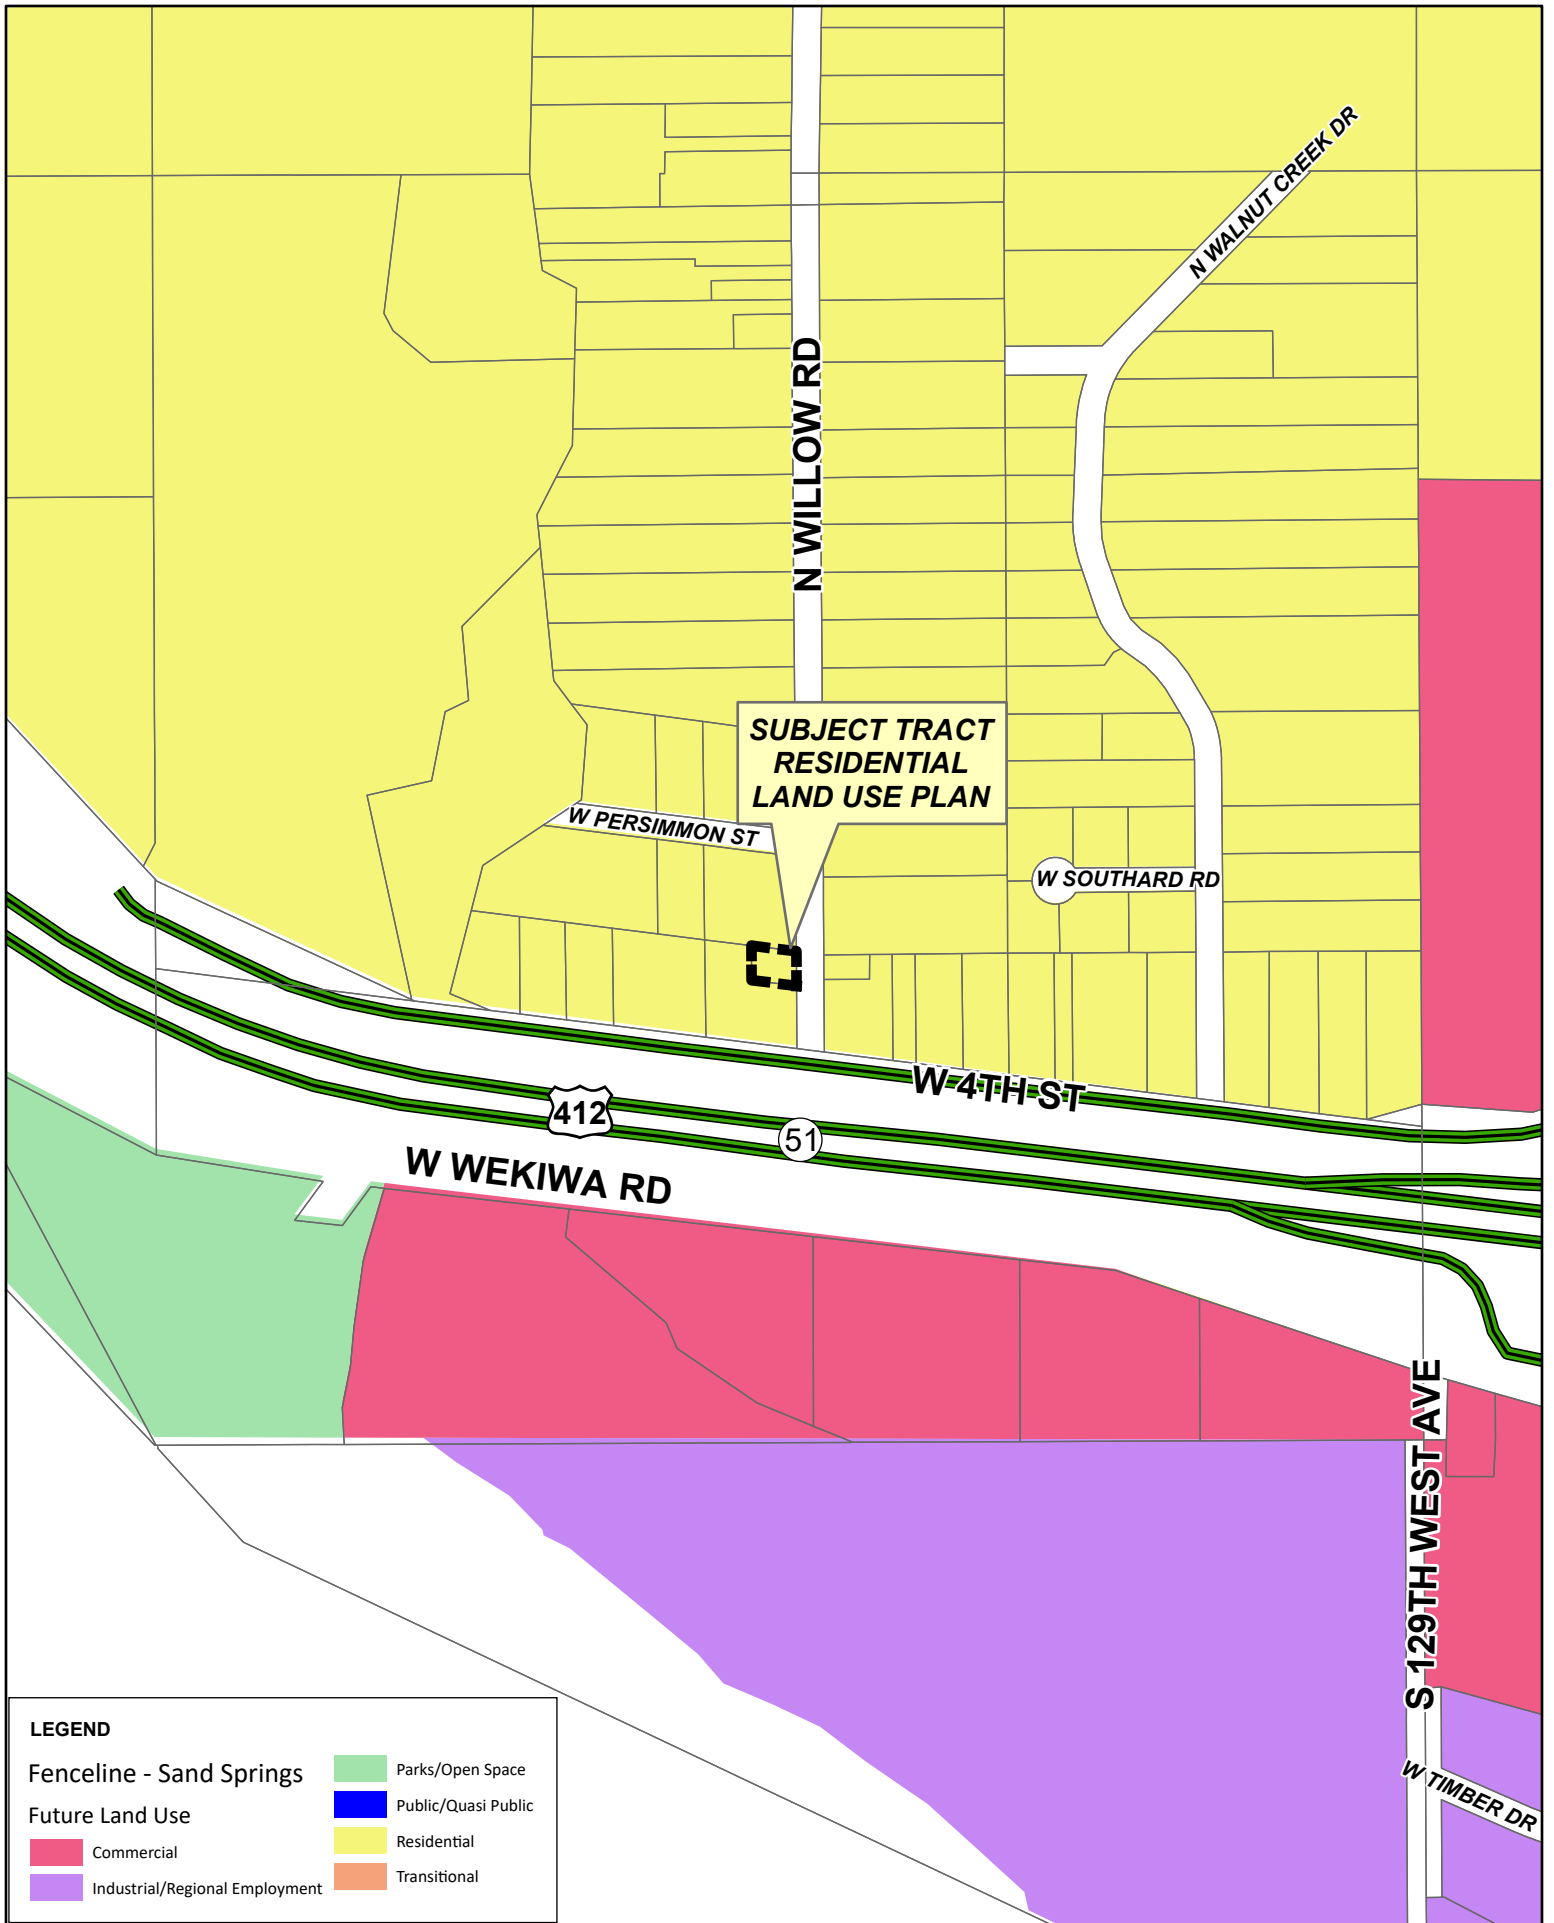 N WALNUT CREEK DR
N WILLOW RD
SUBJECT TRACT
RESIDENTIAL
LAND USE PLAN
W PERSIMMON ST
W SOUTHARD RD
W 4TH ST
412
51
W WEKIWA RD
S 129TH WEST AVE
W TIMBER DR
LEGEND
Fenceline - Sand Springs
Future Land Use
Commercial
Industrial/Regional Employment
Parks/Open Space
Public/Quasi Public
Residential
Transitional